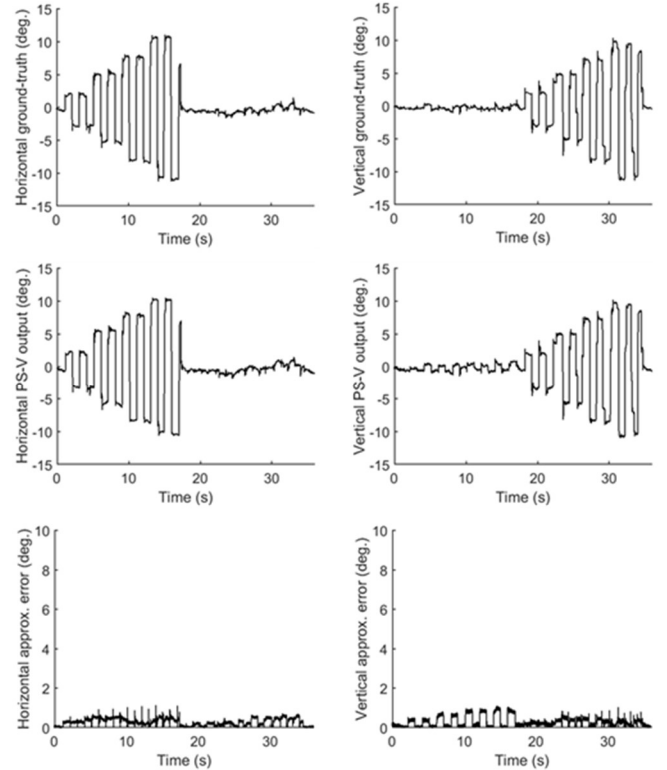 Horizontal ground-truth (deg.)
15
10
5
0
-5
-10
-15
0 10 20 30
Time (s)
Vertical ground-truth (deg.)
15
10
5
0
-5
-10
-15
0 10 20 30
Time (s)
Horizontal PS-V output (deg.)
15
10
5
0
-5
-10
-15
0 10 20 30
Time (s)
Vertical PS-V output (deg.)
15
10
5
0
-5
-10
-15
0 10 20 30
Time (s)
Horizontal approx. error (deg.)
10
8
6
4
2
0
0 10 20 30
Time (s)
Vertical approx. error (deg.)
10
8
6
4
2
0
0 10 20 30
Time (s)